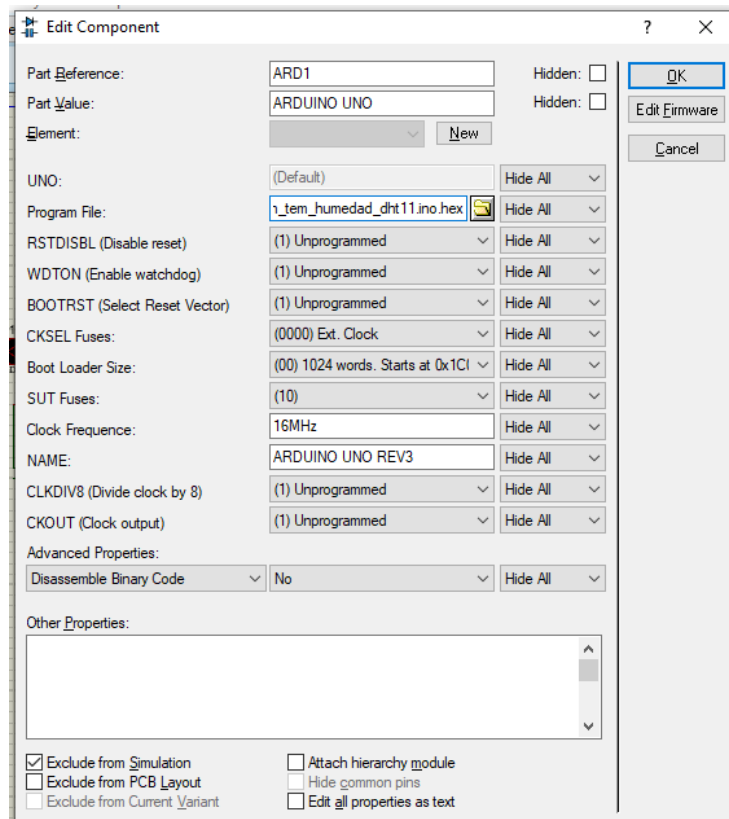 Edit Component
? X
Part Reference: ARD1 Hidden: OK
Part Value: ARDUINO UNO Hidden: Edit Firmware
Element: New Cancel
UNO: (Default) Hide All
Program File: _tem_humedad_dht11.ino.hex Hide All
RSTDISBL (Disable reset) (1) Unprogrammed Hide All
WDTON (Enable watchdog) (1) Unprogrammed Hide All
BOOTRST (Select Reset Vector) (1) Unprogrammed Hide All
CKSEL Fuses: (0000) Ext. Clock Hide All
Boot Loader Size: (00) 1024 words. Starts at 0x1C Hide All
SUT Fuses: (10) Hide All
Clock Frequence: 16MHz Hide All
NAME: ARDUINO UNO REV3 Hide All
CLKDIV8 (Divide clock by 8) (1) Unprogrammed Hide All
CKOUT (Clock output) (1) Unprogrammed Hide All
Advanced Properties:
Disassemble Binary Code No Hide All
Other Properties:
Exclude from Simulation Attach hierarchy module
Exclude from PCB Layout Hide common pins
Exclude from Current Variant Edit all properties as text